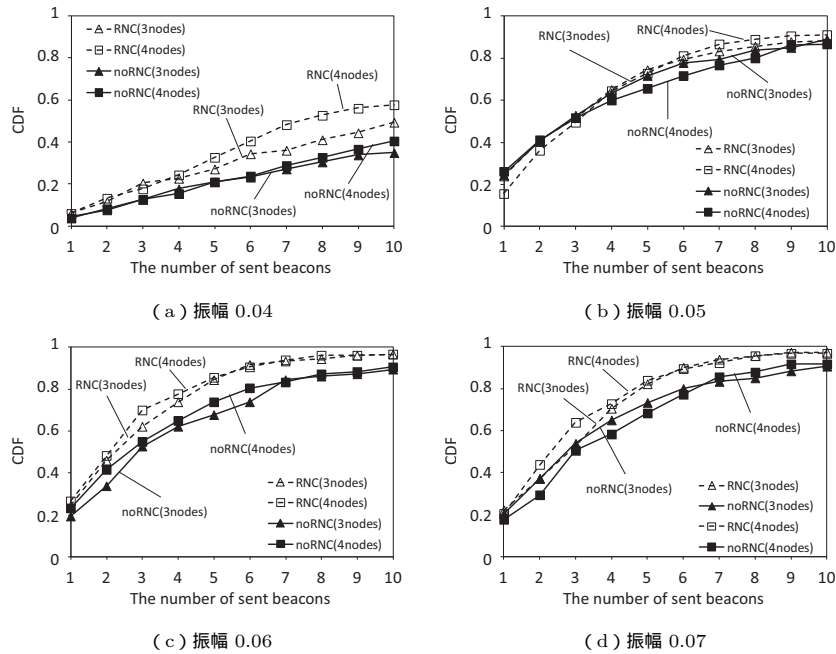 1
0.8
0.6
0.4
0.2
0
CDF
RNC(3nodes)
RNC(4nodes)
noRNC(3nodes)
noRNC(4nodes)
RNC(4nodes)
RNC(3nodes)
noRNC(4nodes)
noRNC(3nodes)
1 2 3 4 5 6 7 8 9 10
The number of sent beacons
(a)振幅 0.04
1
0.8
0.6
0.4
0.2
0
CDF
RNC(4nodes)
RNC(3nodes)
noRNC(3nodes)
noRNC(4nodes)
RNC(3nodes)
RNC(4nodes)
noRNC(3nodes)
noRNC(4nodes)
1 2 3 4 5 6 7 8 9 10
The number of sent beacons
(b)振幅 0.05
1
0.8
0.6
0.4
0.2
0
CDF
RNC(4nodes)
RNC(3nodes)
noRNC(4nodes)
noRNC(3nodes)
RNC(3nodes)
RNC(4nodes)
noRNC(3nodes)
noRNC(4nodes)
1 2 3 4 5 6 7 8 9 10
The number of sent beacons
(c)振幅 0.06
1
0.8
0.6
0.4
0.2
0
CDF
RNC(4nodes)
RNC(3nodes)
noRNC(4nodes)
noRNC(3nodes)
RNC(3nodes)
noRNC(3nodes)
RNC(4nodes)
noRNC(4nodes)
1 2 3 4 5 6 7 8 9 10
The number of sent beacons
(d)振幅 0.07